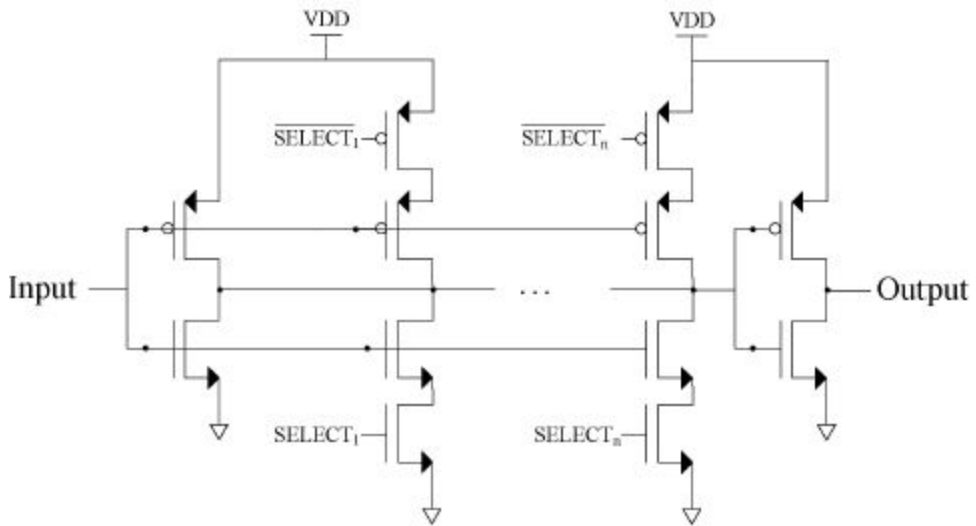 VDD
VDD
SELECT₁
SELECTₙ
Input
...
Output
SELECT₁
SELECTₙ